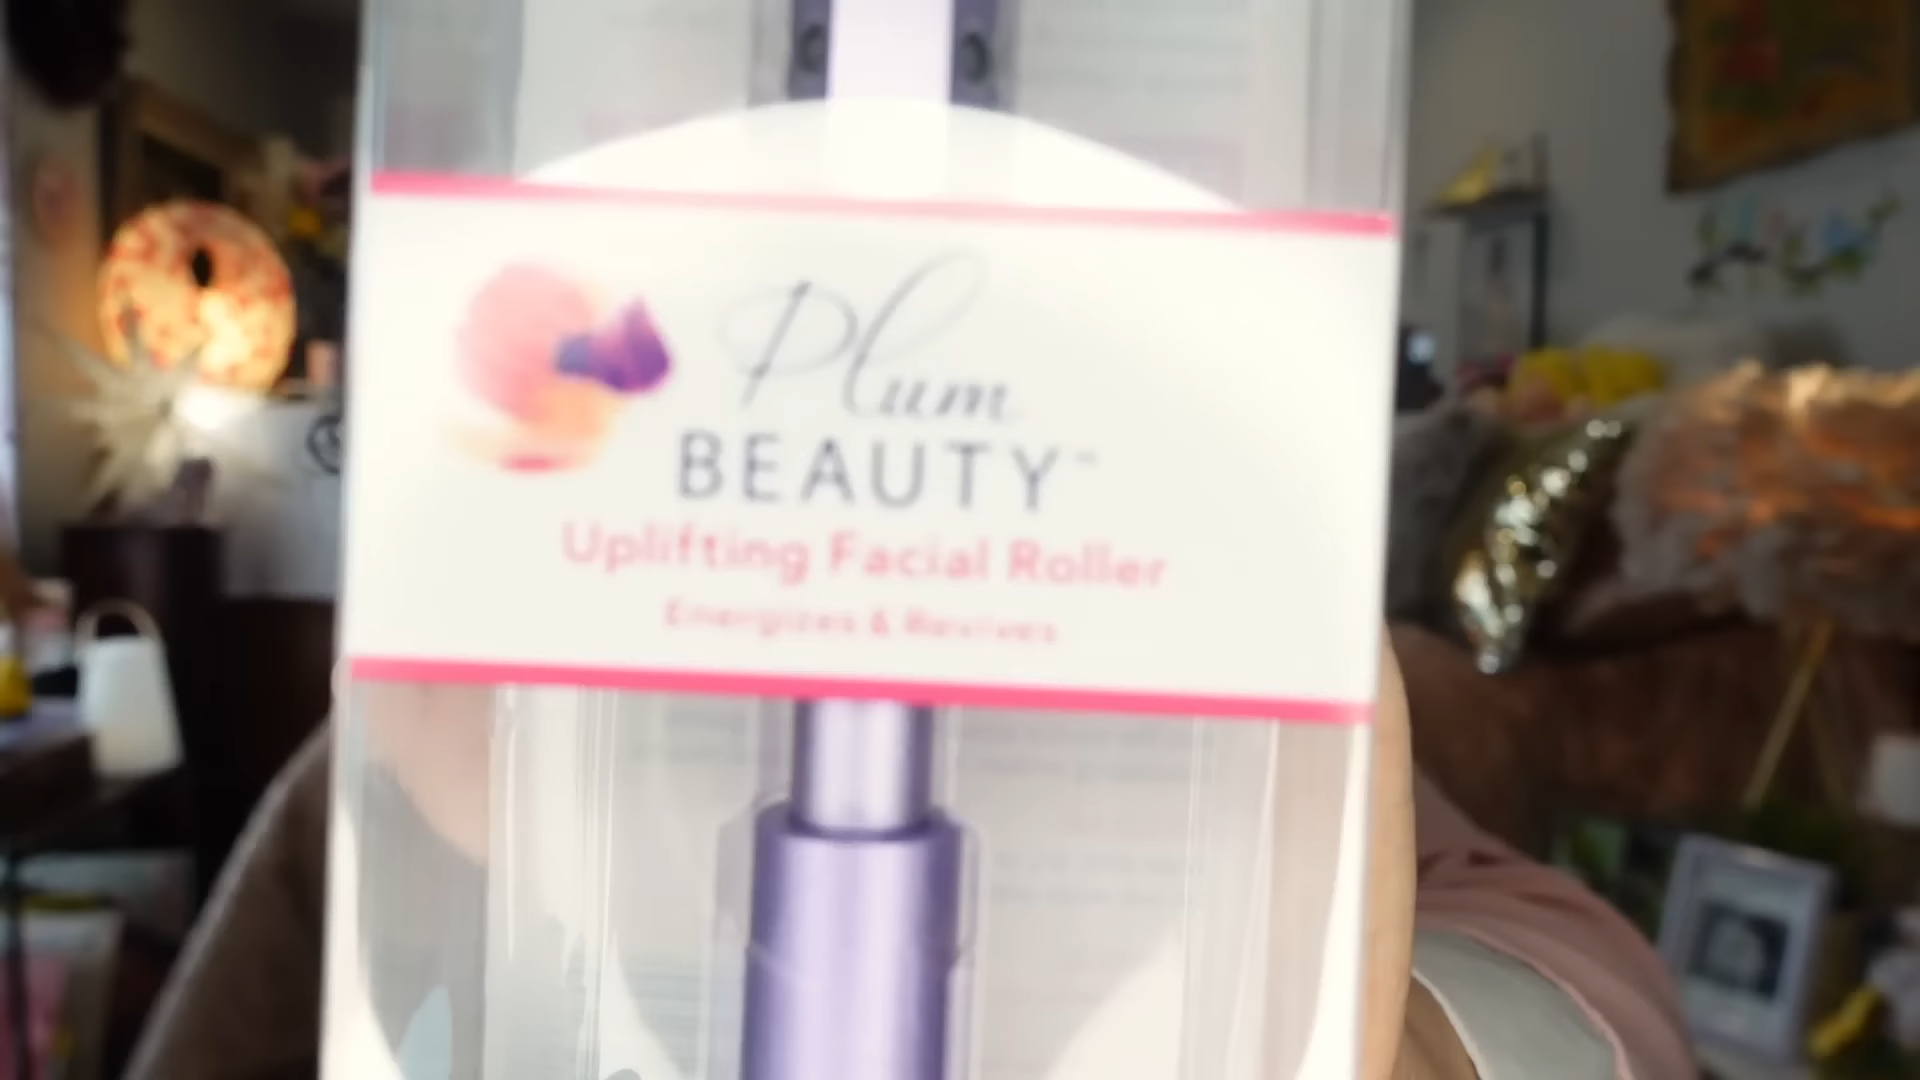 Plum
BEAUTY™
Uplifting Facial Roller
Energizes & Revives